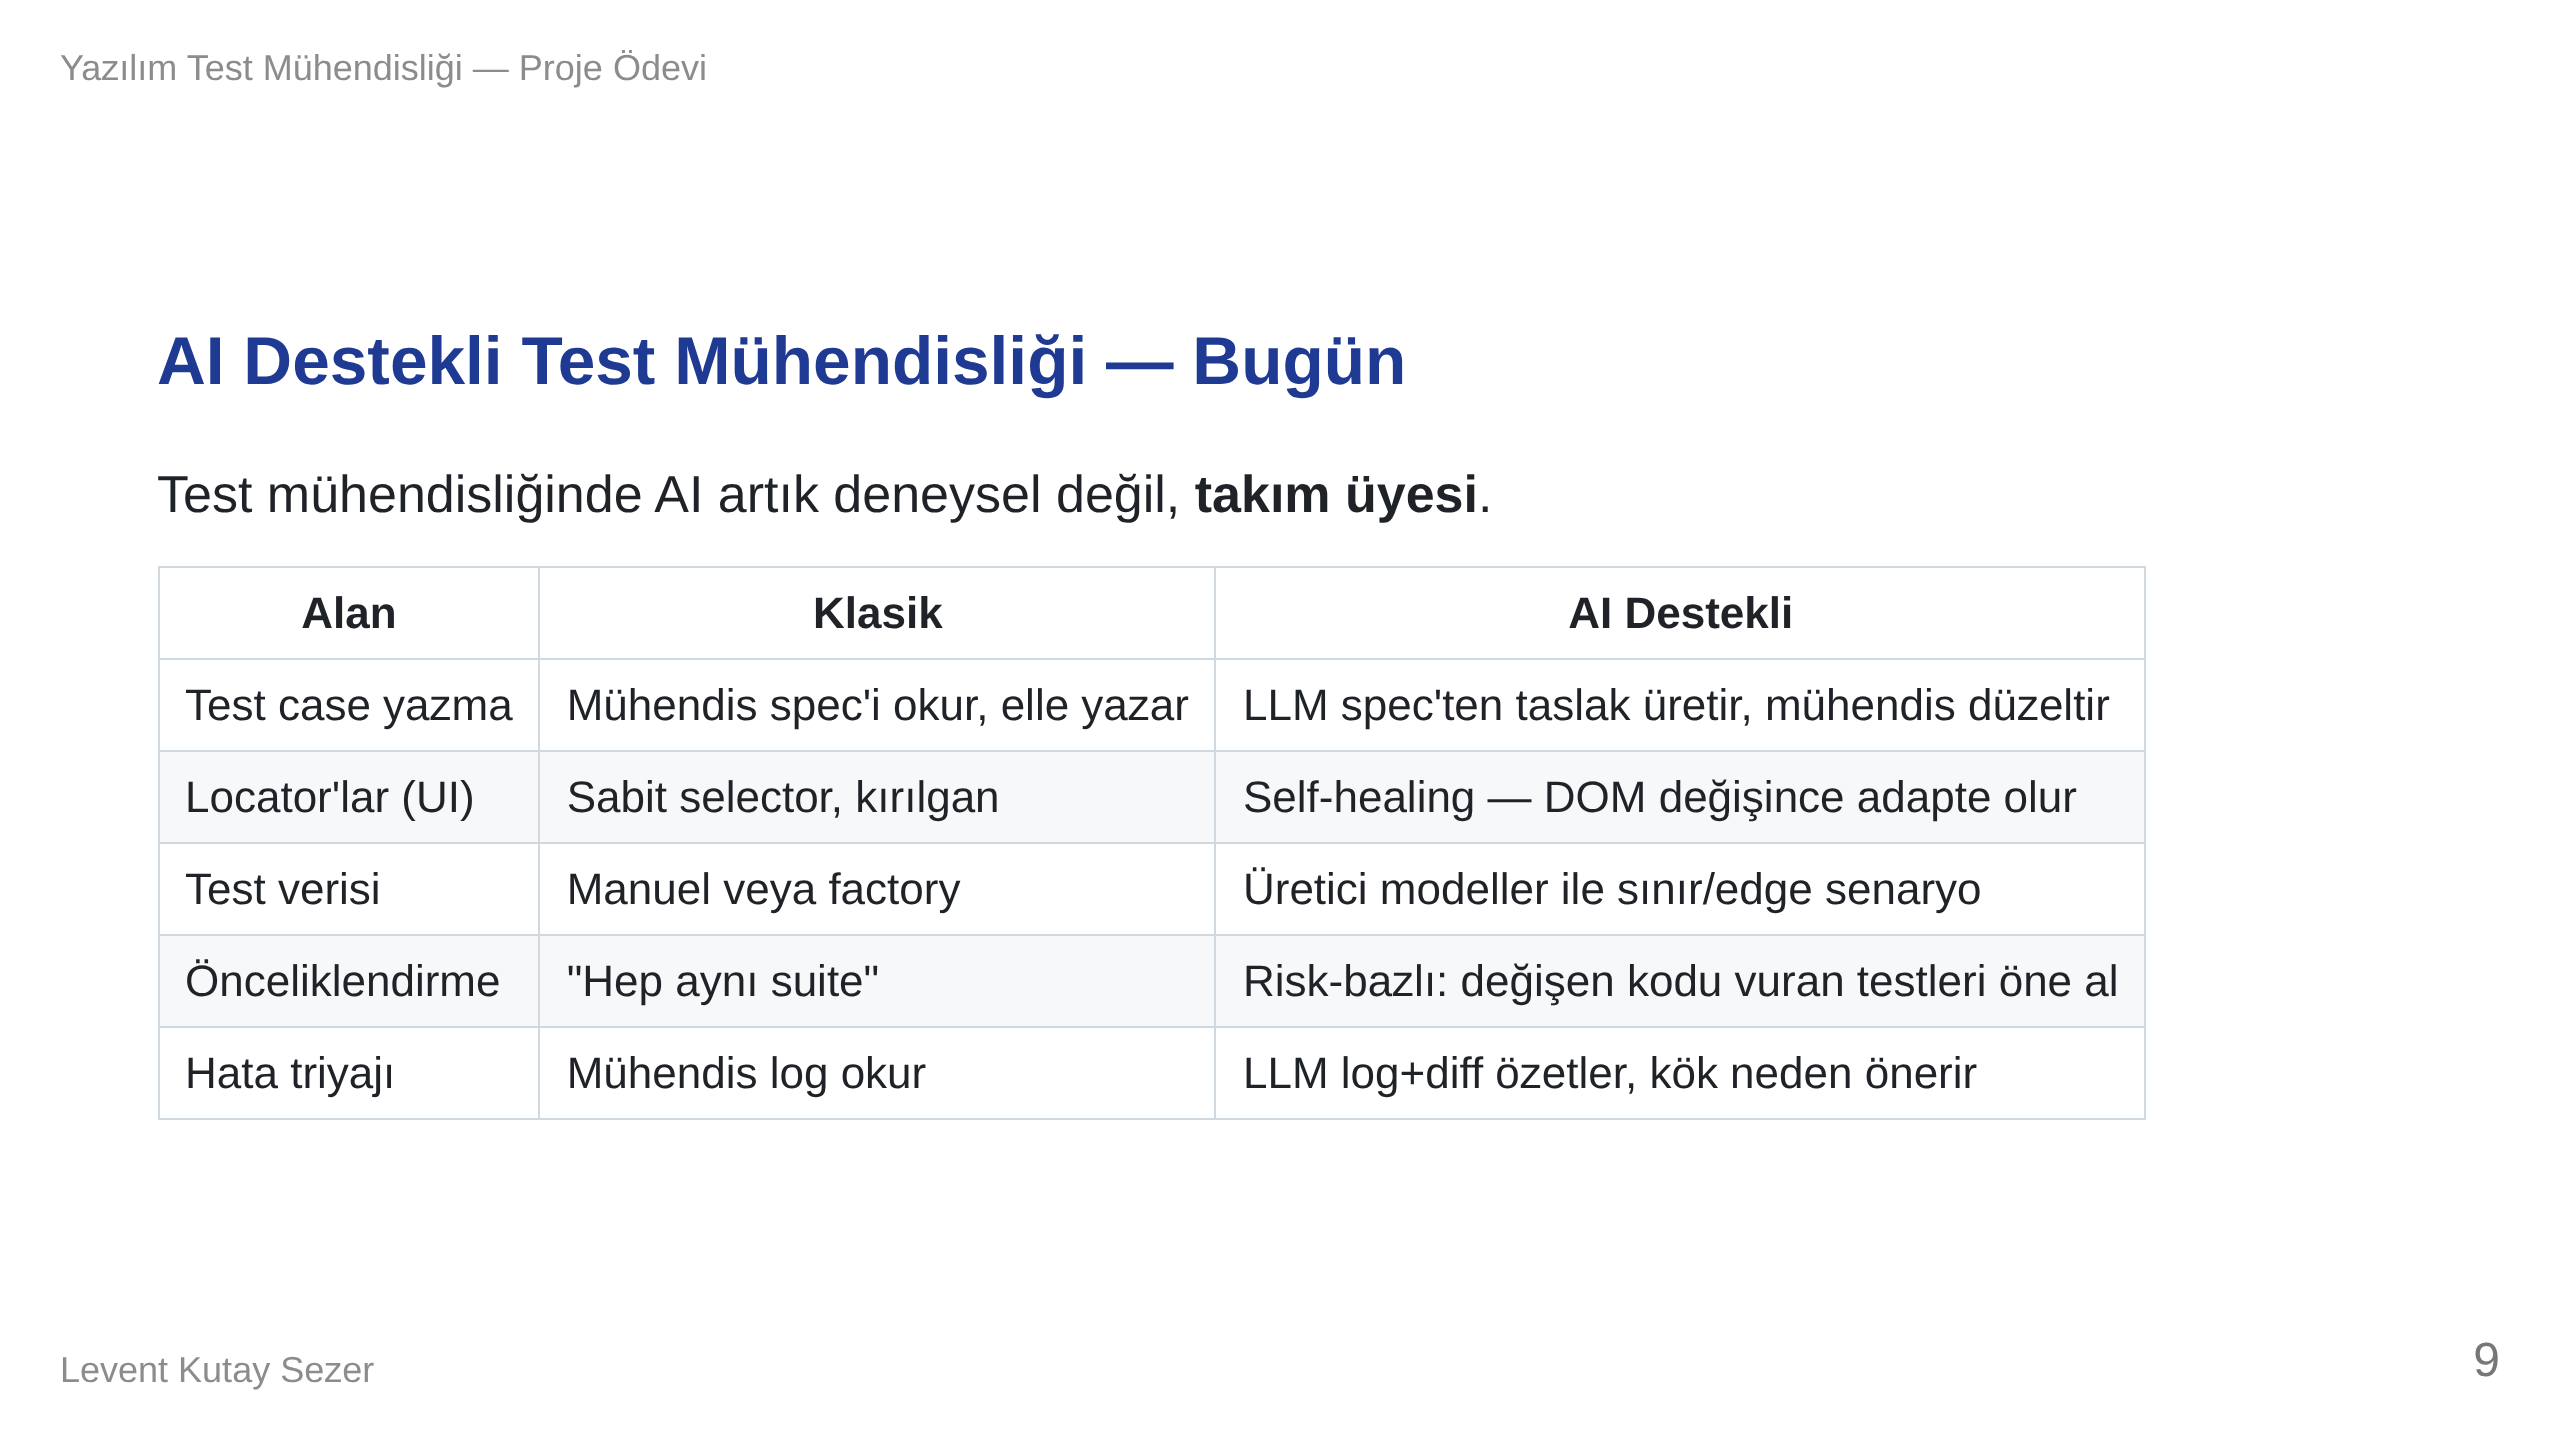 Yazılım Test Mühendisliği — Proje Ödevi
AI Destekli Test Mühendisliği — Bugün
Test mühendisliğinde AI artık deneysel değil, takım üyesi.
Alan Klasik AI Destekli
Test case yazma Mühendis spec'i okur, elle yazar LLM spec'ten taslak üretir, mühendis düzeltir
Locator'lar (UI) Sabit selector, kırılgan Self-healing — DOM değişince adapte olur
Test verisi Manuel veya factory Üretici modeller ile sınır/edge senaryo
Önceliklendirme "Hep aynı suite" Risk-bazlı: değişen kodu vuran testleri öne al
Hata triyajı Mühendis log okur LLM log+diff özetler, kök neden önerir
Levent Kutay Sezer
9